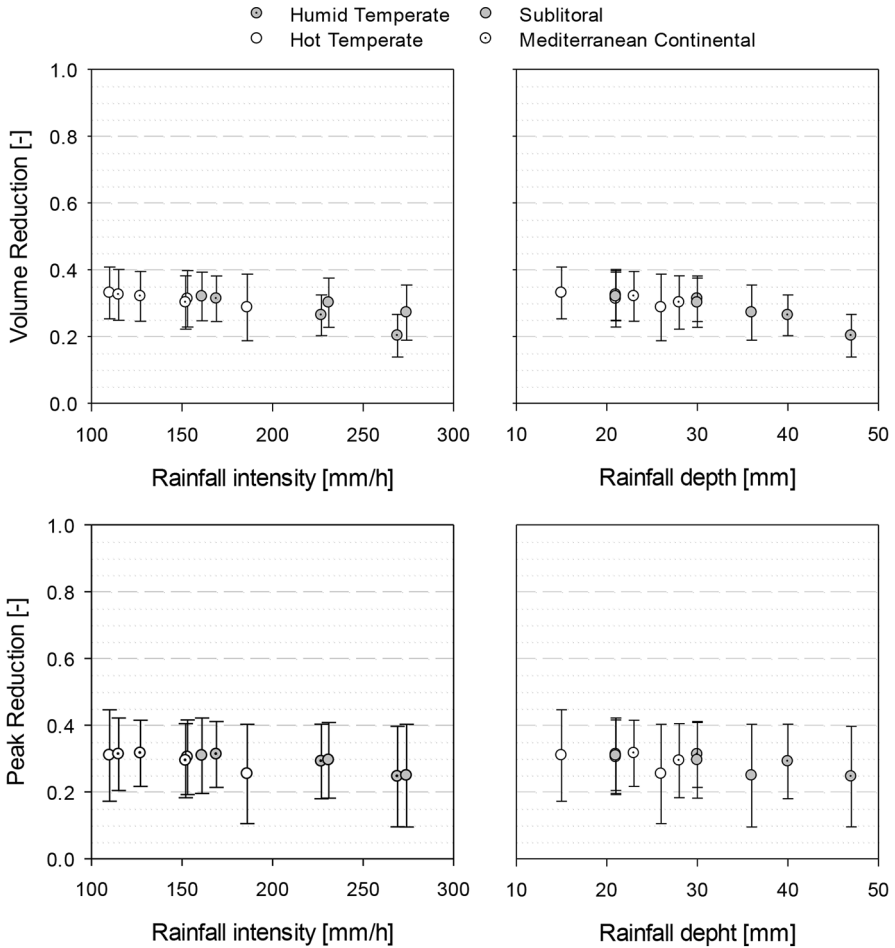 Humid Temperate Sublitoral
Hot Temperate Mediterranean Continental
Volume Reduction [-]
1.0
0.8
0.6
0.4
0.2
0.0
100 150 200 250 300
10 20 30 40 50
Rainfall intensity [mm/h]
Rainfall depth [mm]
Peak Reduction [-]
1.0
0.8
0.6
0.4
0.2
0.0
100 150 200 250 300
10 20 30 40 50
Rainfall intensity [mm/h]
Rainfall depht [mm]